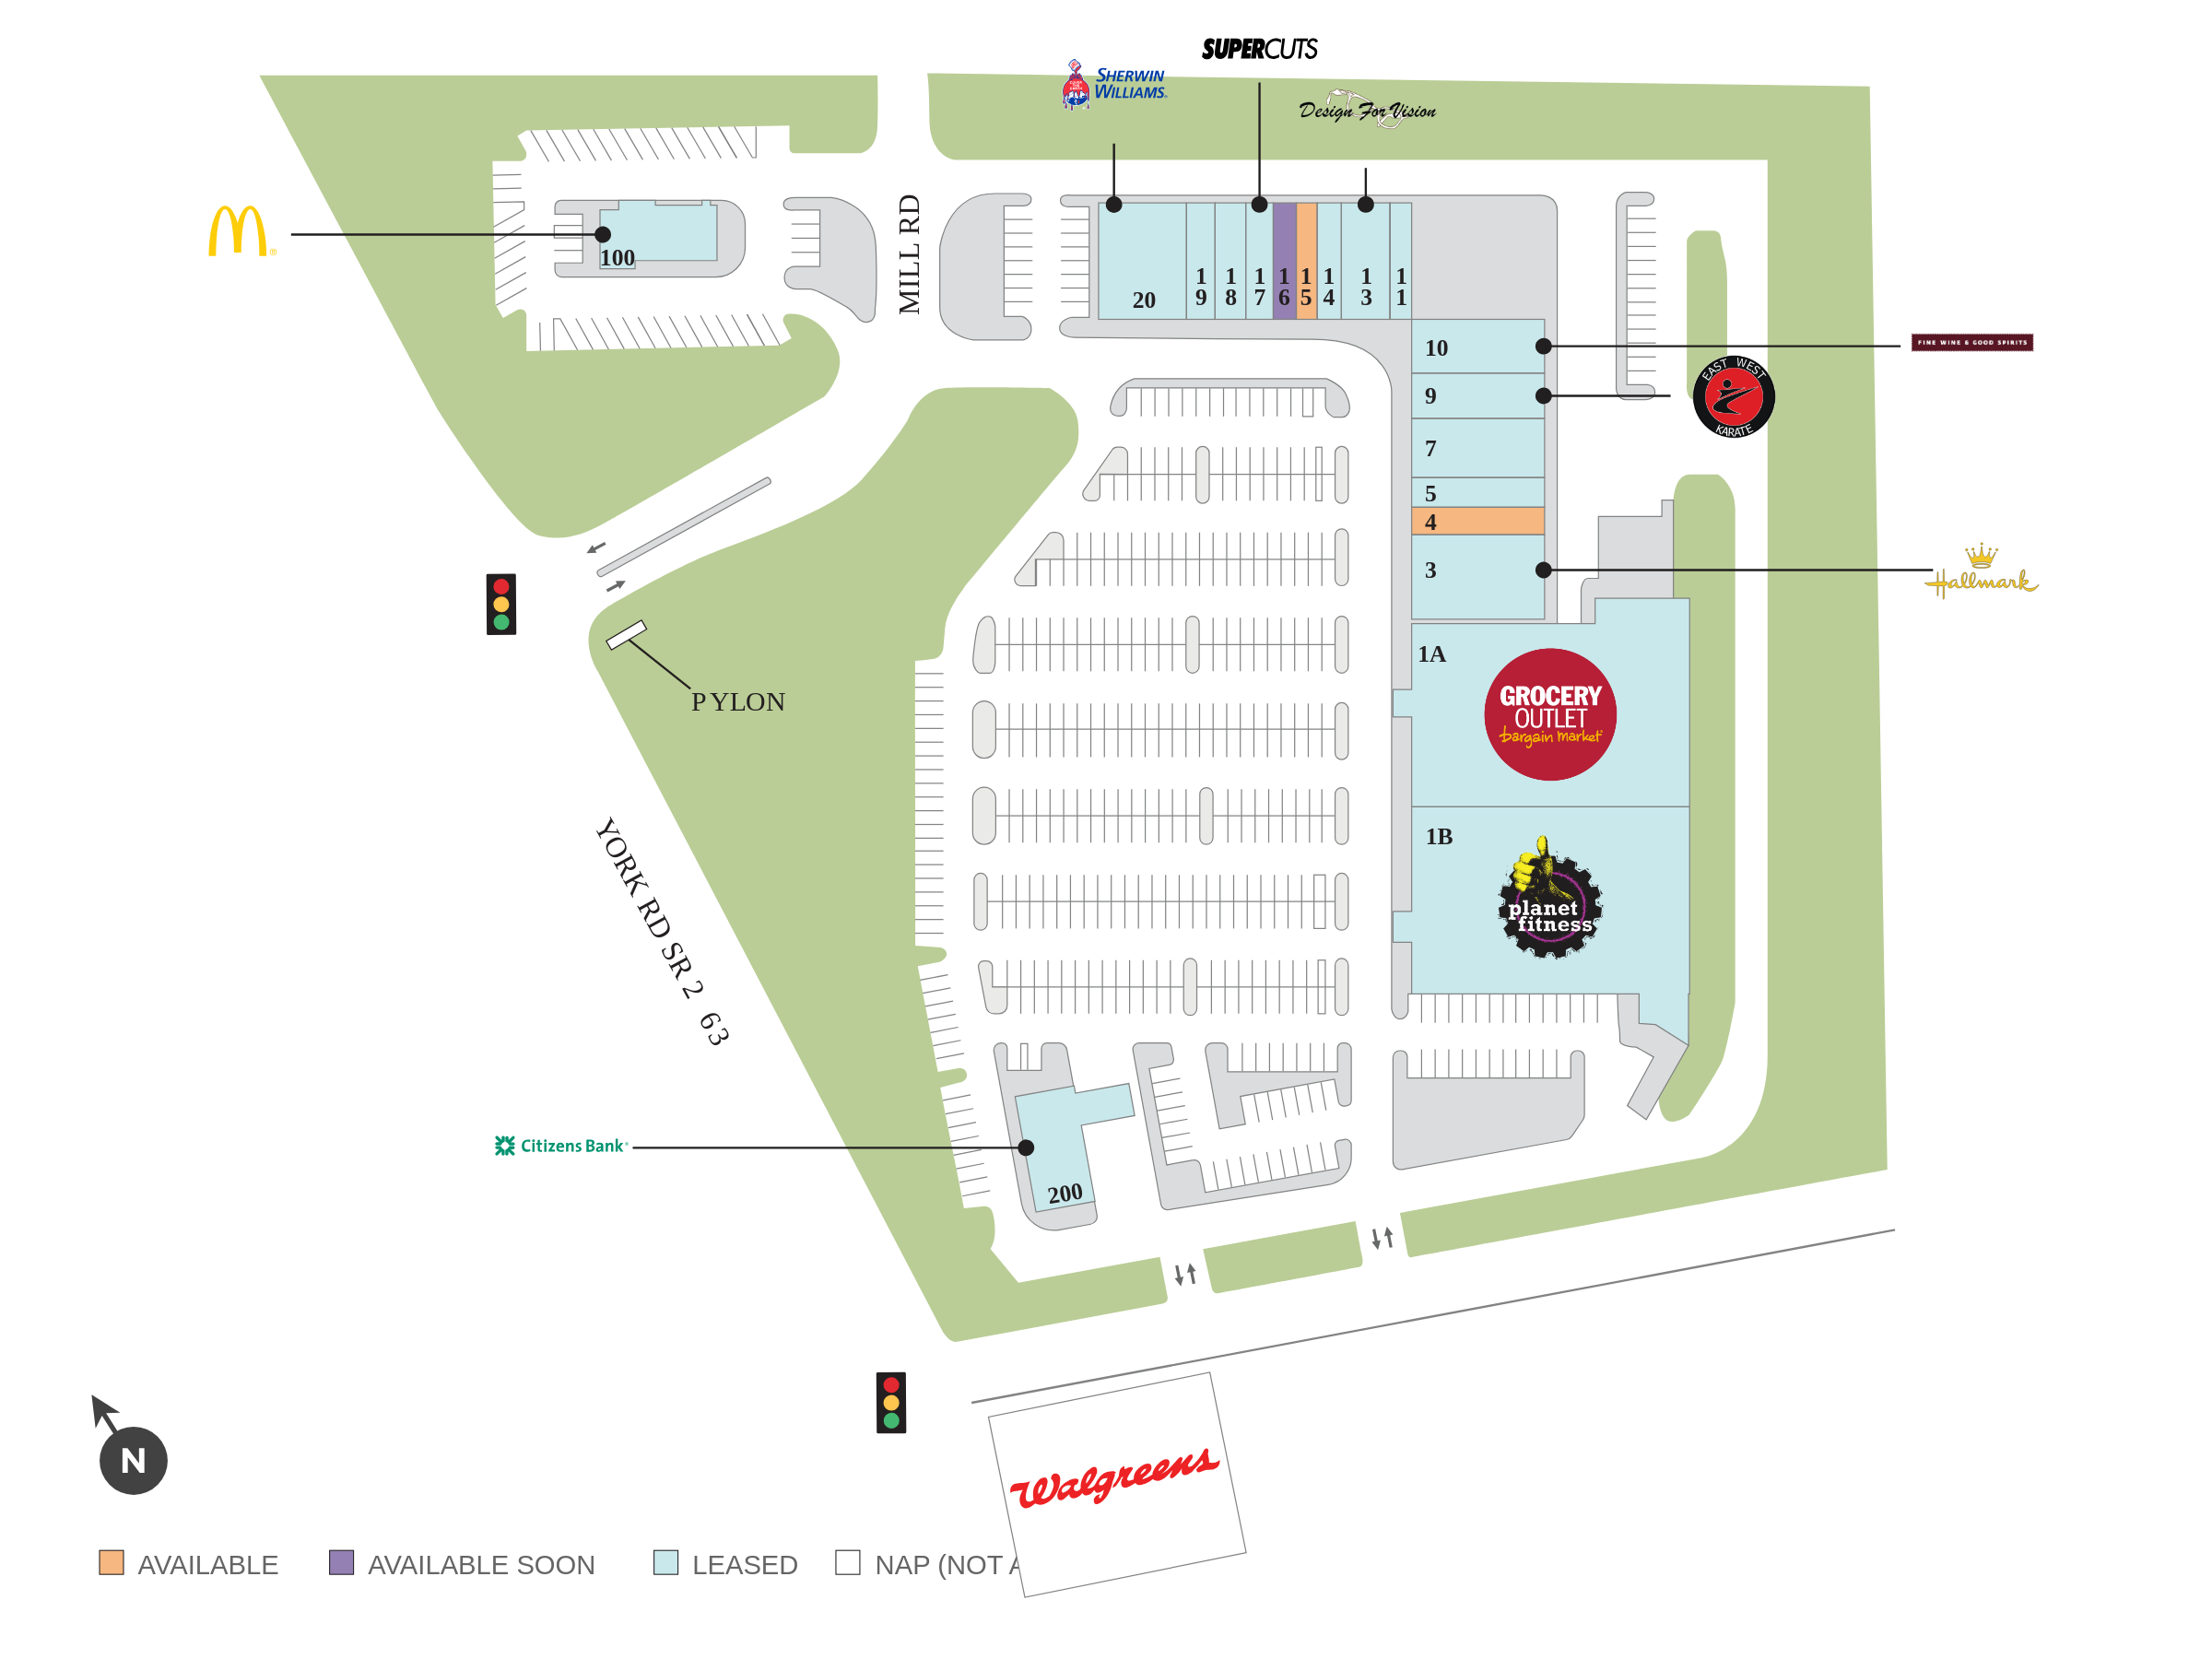 SUPERCUTS
SHERWIN
WILLIAMS®
Design For Vision
MILL RD
100
20
19
18
17
16
15
14
13
11
10
FINE WINE & GOOD SPIRITS
9
EAST WEST
KARATE
7
5
4
3
Hallmark
1A
GROCERY
OUTLET
bargain market
PYLON
1B
planet
fitness
YORK RD SR 2 63
Citizens Bank®
200
N
Walgreens
AVAILABLE
AVAILABLE SOON
LEASED
NAP (NOT A